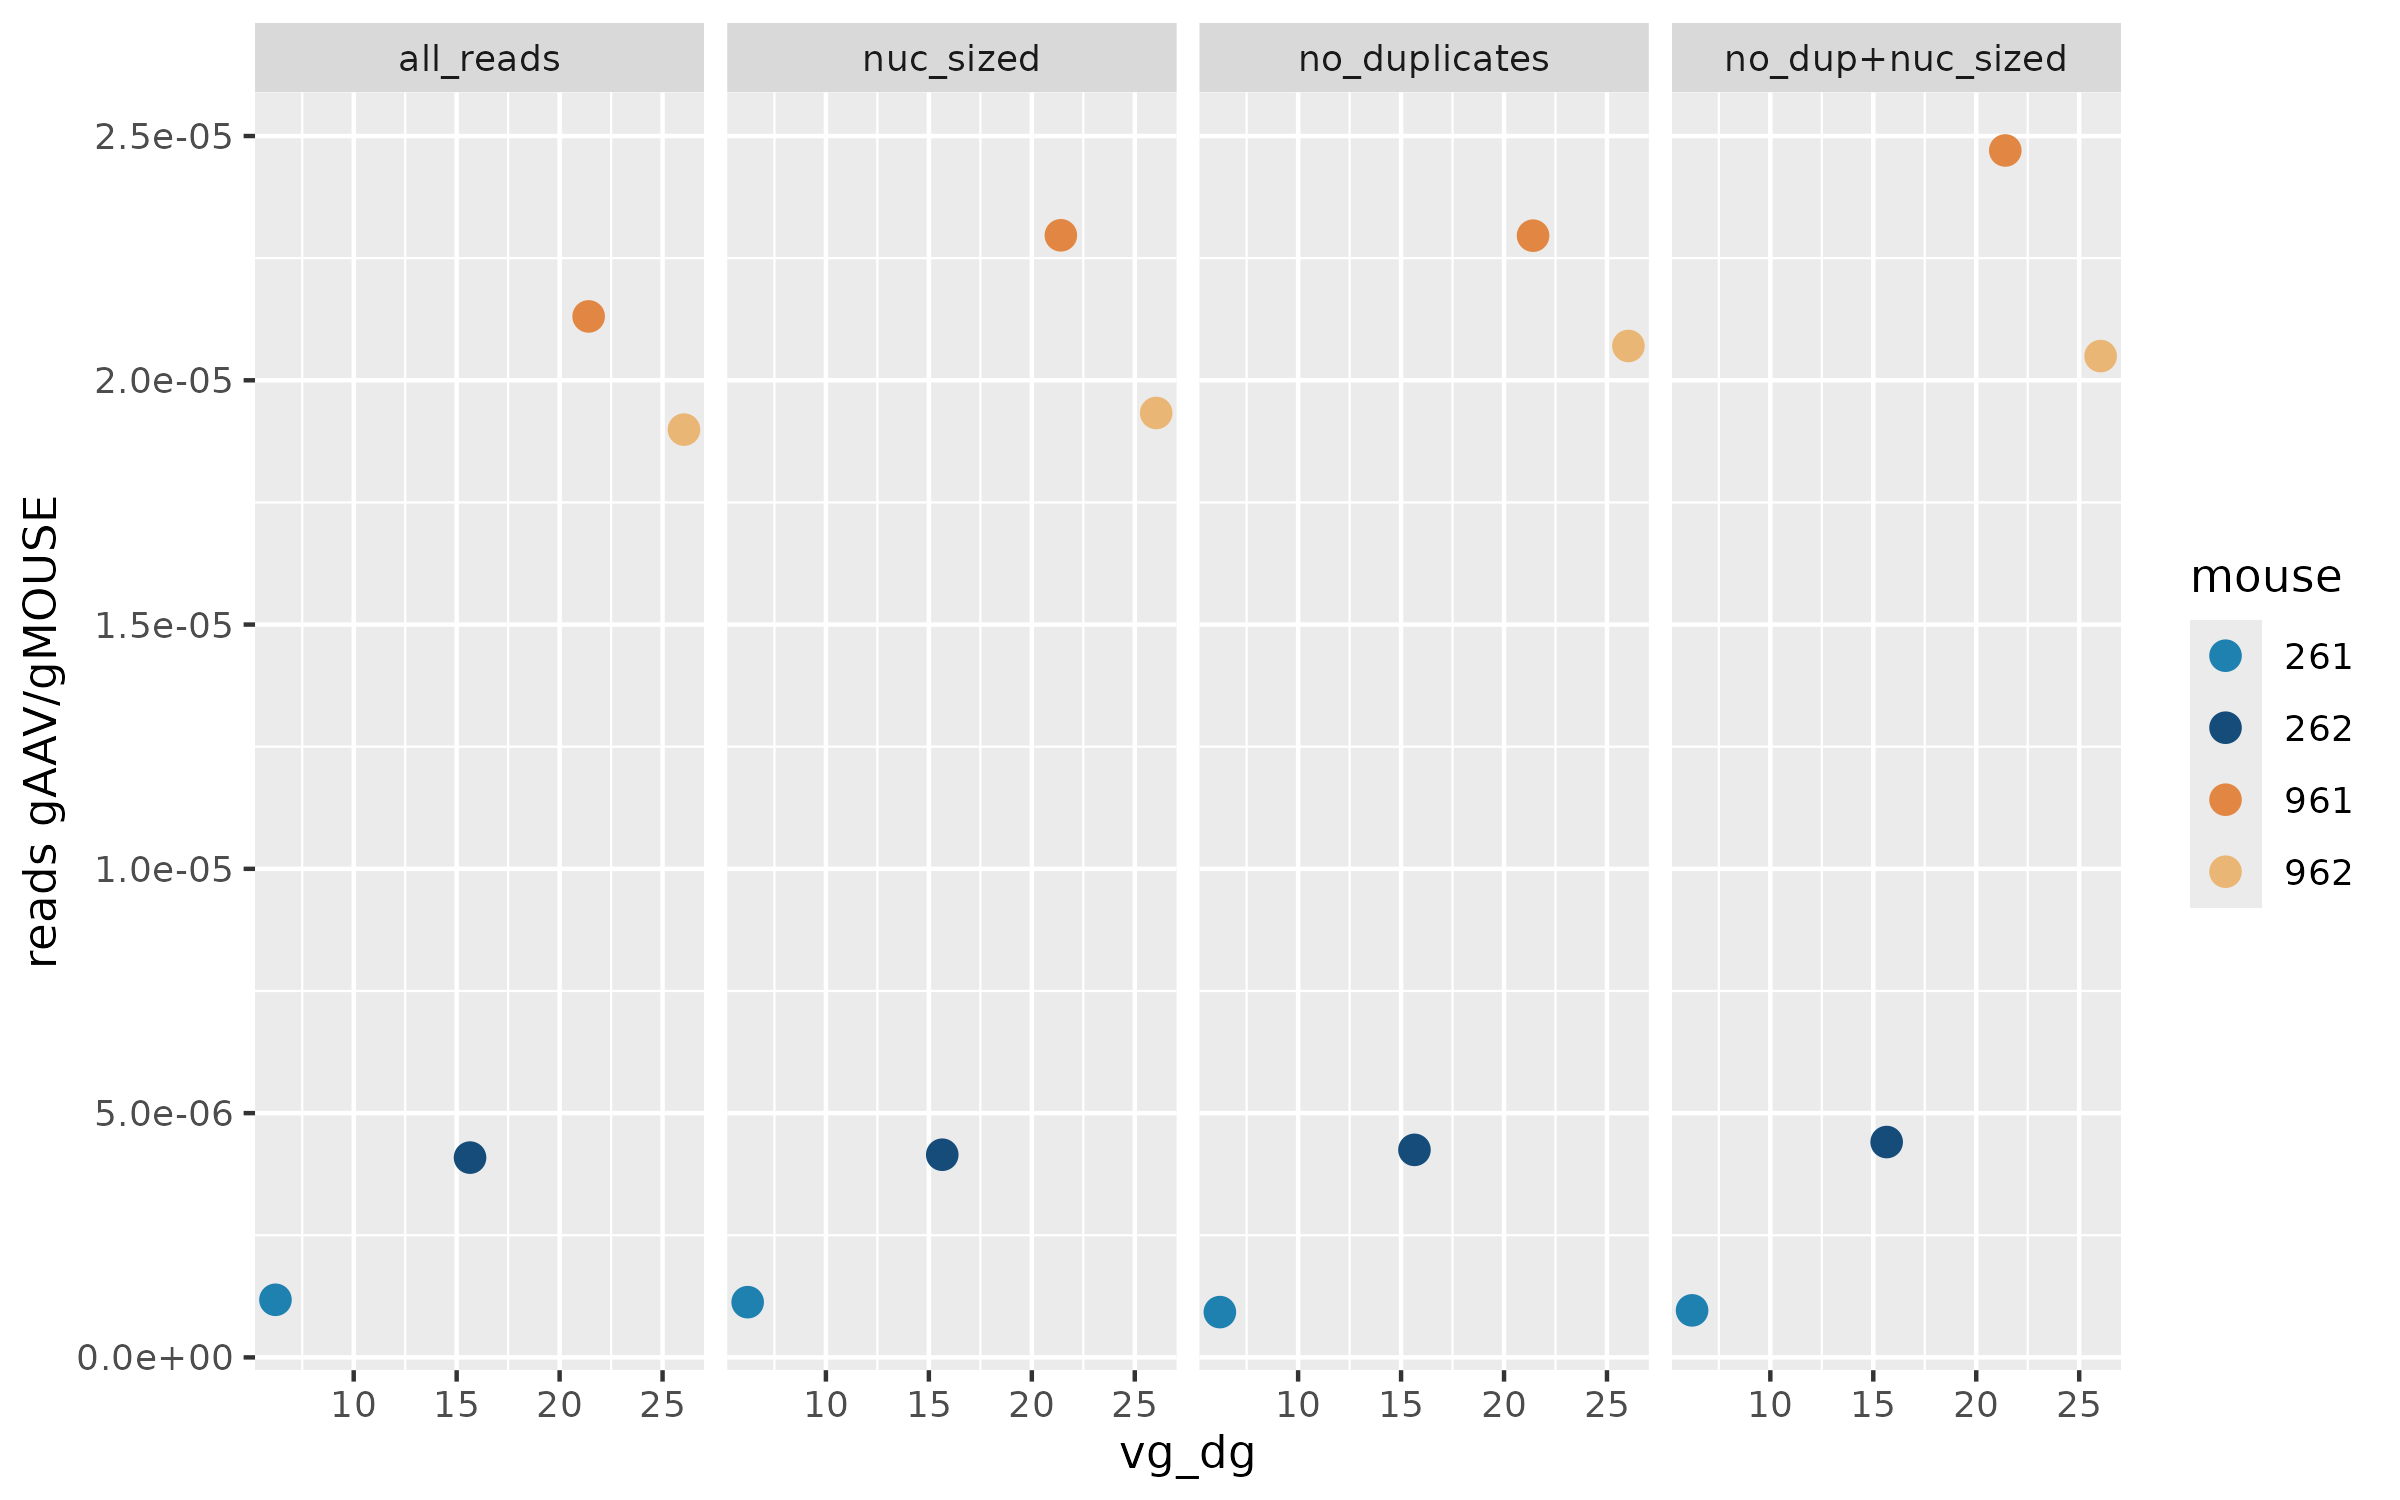 all_reads nuc_sized no_duplicates no_dup+nuc_sized
reads gAAV/gMOUSE
2.5e-05
2.0e-05
1.5e-05
1.0e-05
5.0e-06
0.0e+00
10 15 20 25 10 15 20 25 10 15 20 25 10 15 20 25
vg_dg
mouse
261
262
961
962